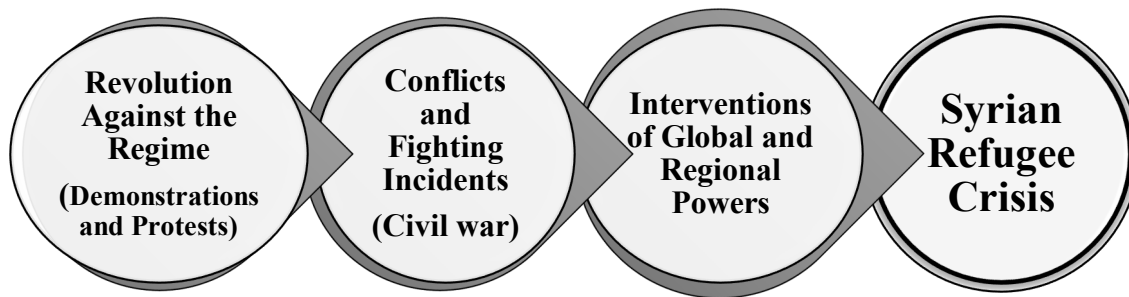 Revolution
Against the
Regime
(Demonstrations
and Protests)
Conflicts
and
Fighting
Incidents
(Civil war)
Interventions
of Global and
Regional
Powers
Syrian
Refugee
Crisis